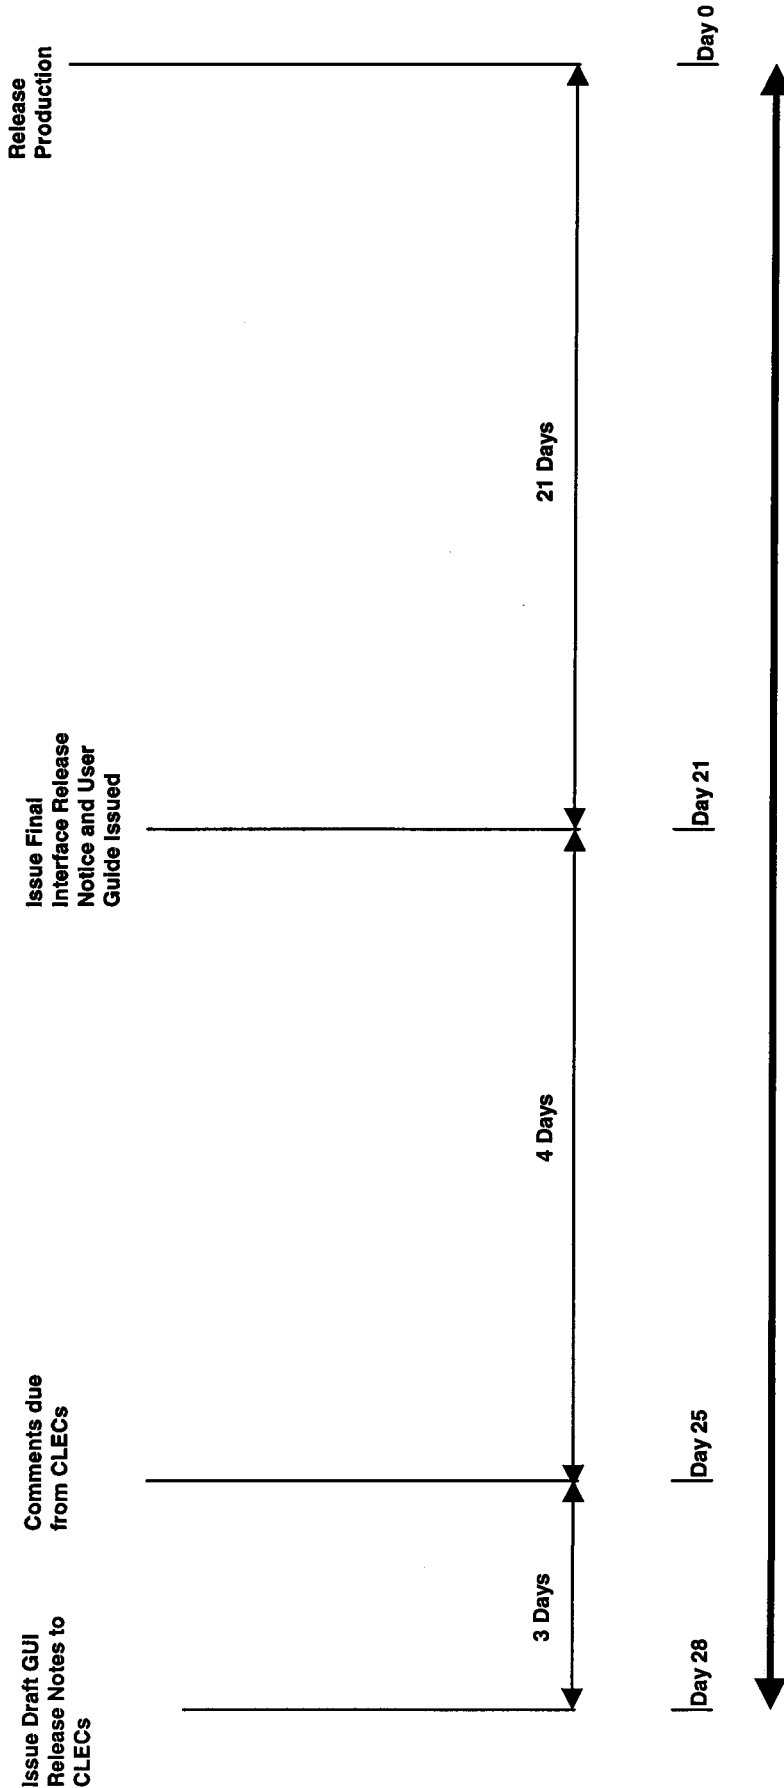 Issue Draft GUI
Release Notes to
CLECs
Comments due
from CLECs
Issue Final
Interface Release
Notice and User
Guide Issued
Release
Production
3 Days
4 Days
21 Days
Day 28
Day 25
Day 21
Day 0